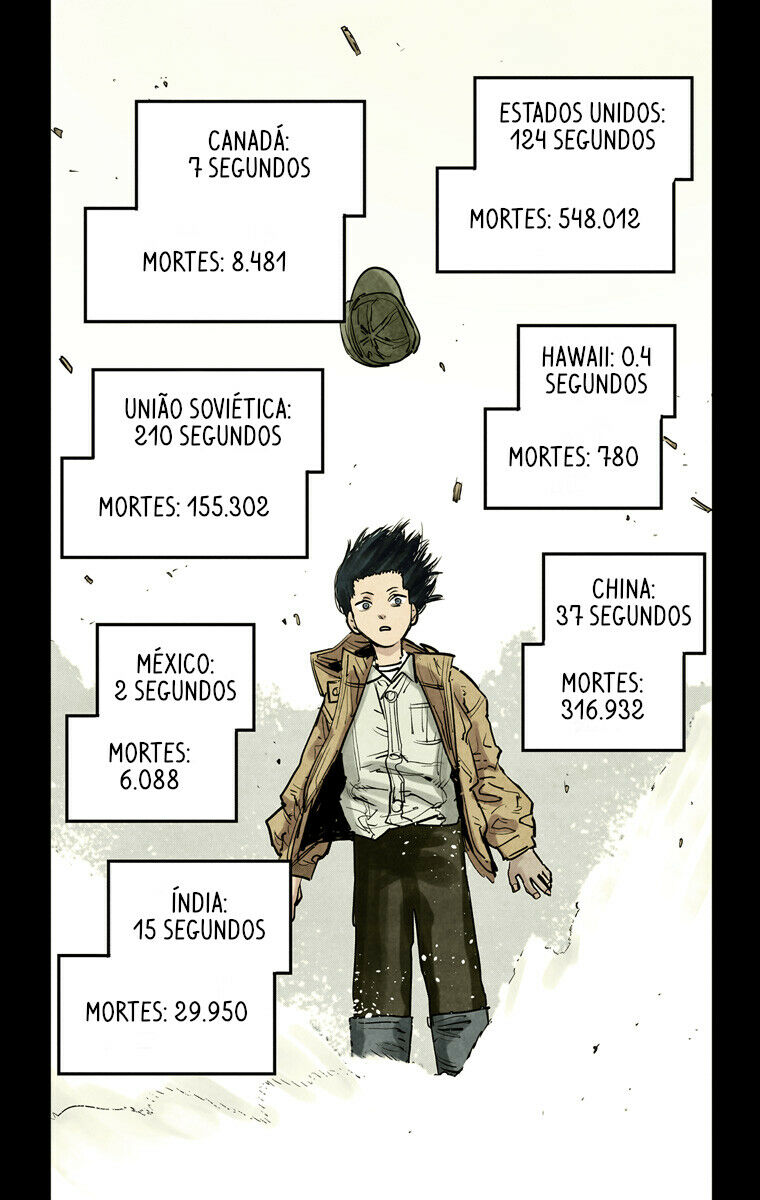 CANADÁ:
7 SEGUNDOS
MORTES: 8.481
ESTADOS UNIDOS:
124 SEGUNDOS
MORTES: 548.012
UNIÃO SOVIÉTICA:
210 SEGUNDOS
MORTES: 155.302
HAWAII: 0.4
SEGUNDOS
MORTES: 780
MÉXICO:
2 SEGUNDOS
MORTES:
6.088
CHINA:
37 SEGUNDOS
MORTES:
316.932
ÍNDIA:
15 SEGUNDOS
MORTES: 29.950